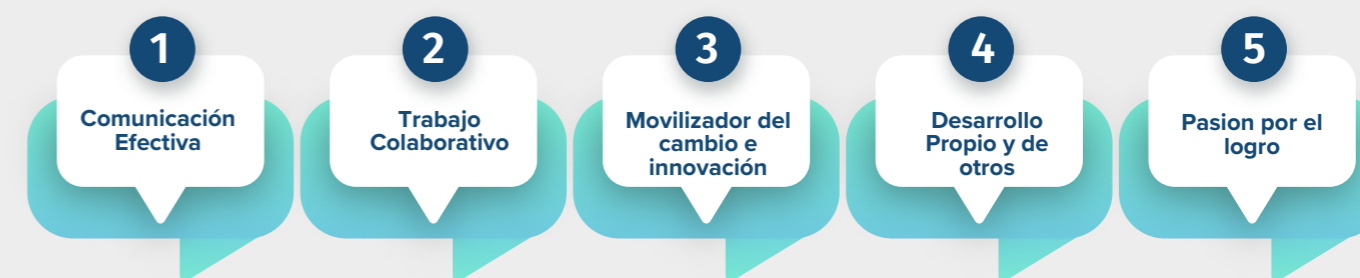 1
Comunicación
Efectiva
2
Trabajo
Colaborativo
3
Movilizador del
cambio e
innovación
4
Desarrollo
Propio y de
otros
5
Pasion por el
logro